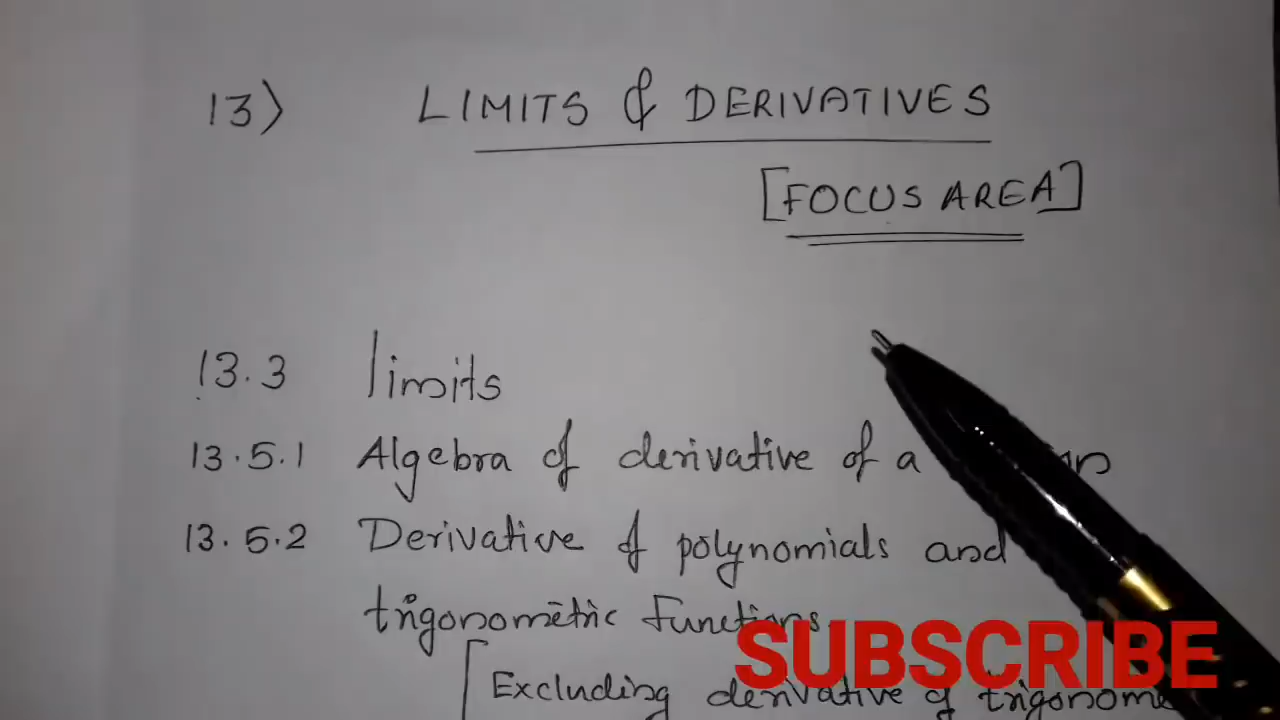 13) LIMITS & DERIVATIVES
[FOCUS AREA]
13.3 limits
13.5.1 Algebra of derivative of a
13.5.2 Derivative of polynomials and
trigonometric Functions
SUBSCRIBE
[Excluding derivative of